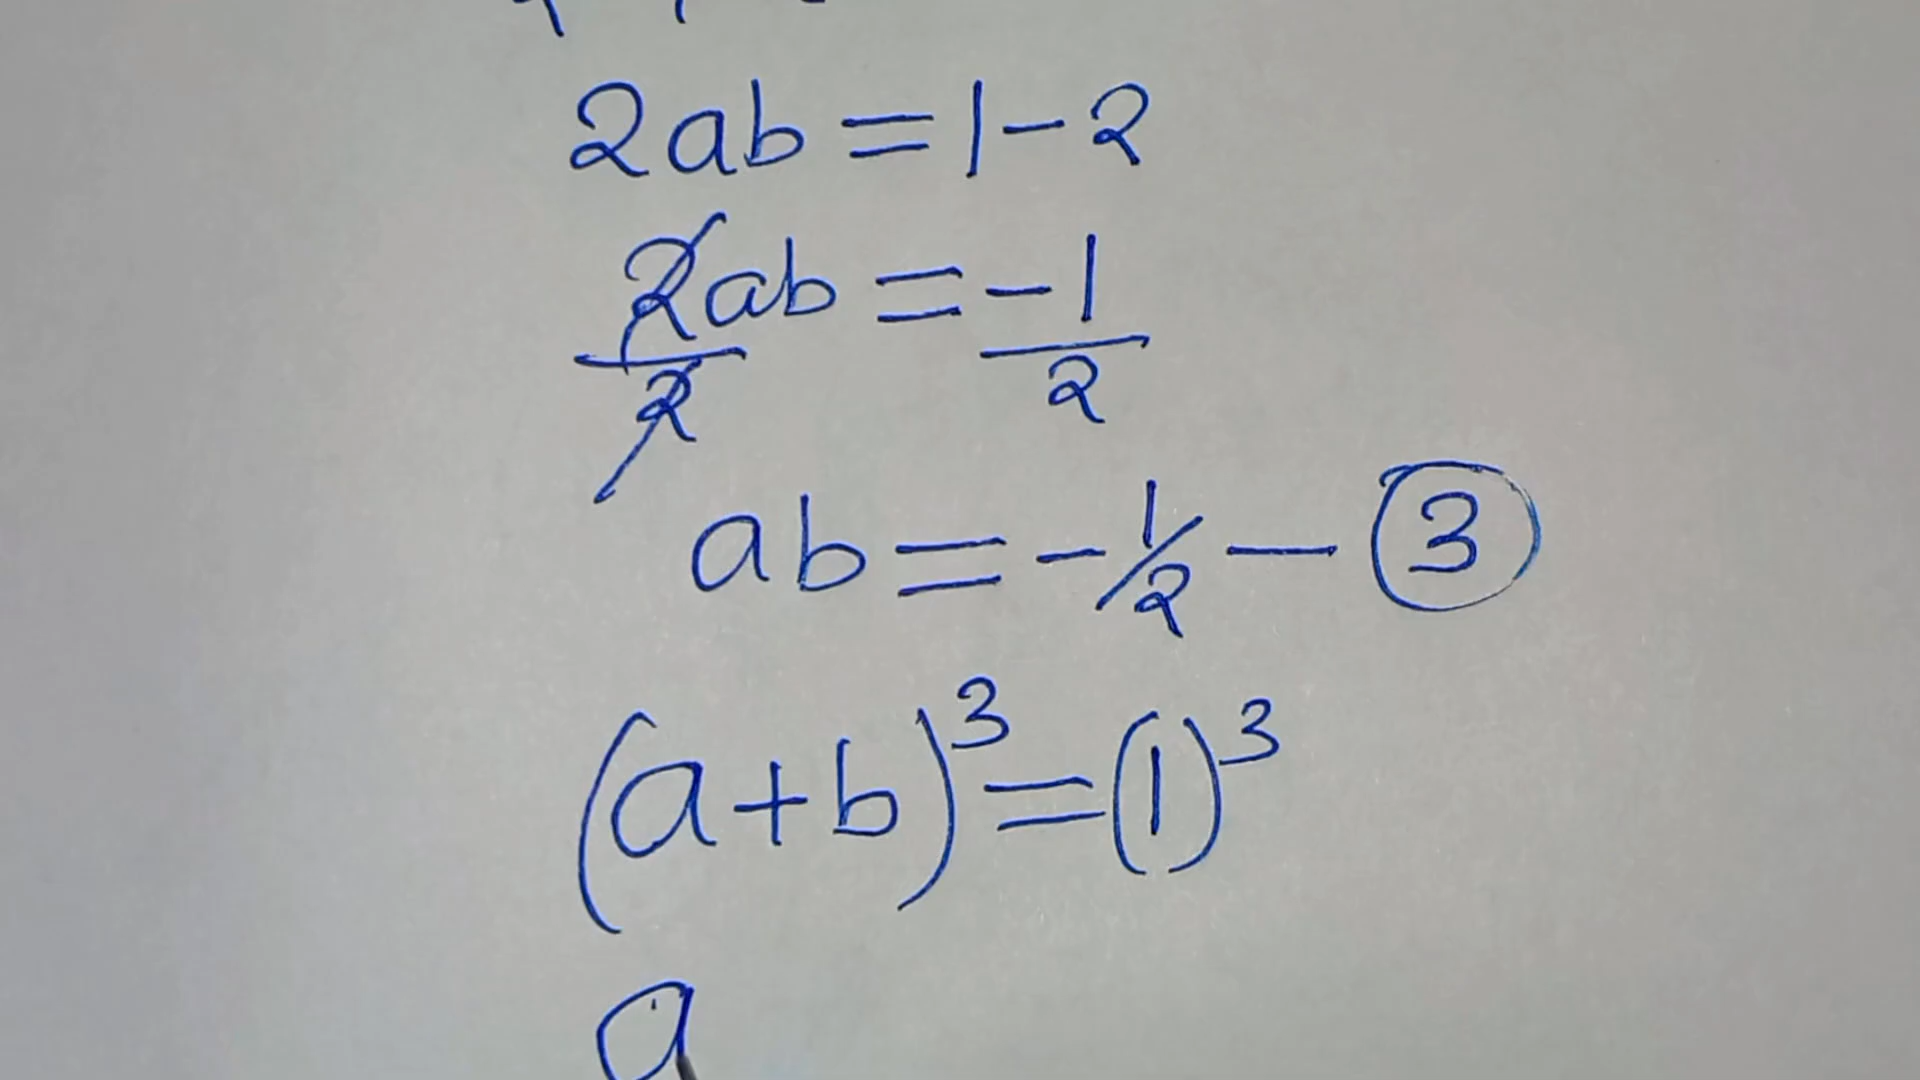 2ab = 1 - 2
2ab/2 = -1/2
ab = -1/2 — ③
(a+b)³ = (1)³
a